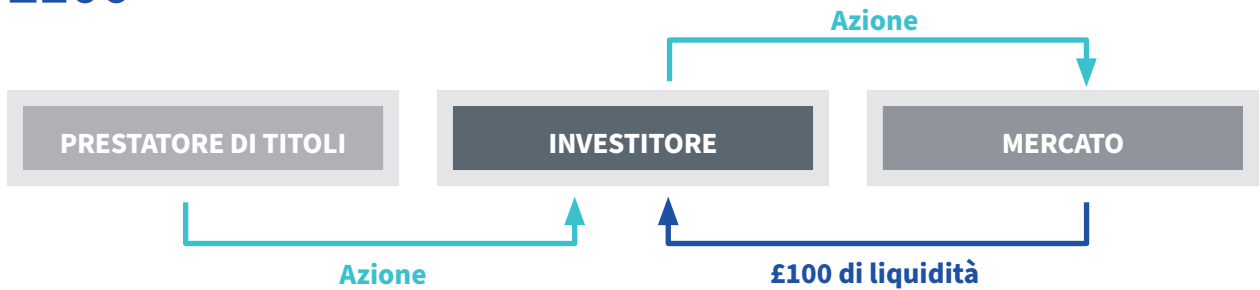 Azione
PRESTATORE DI TITOLI
INVESTITORE
MERCATO
Azione
£100 di liquidità